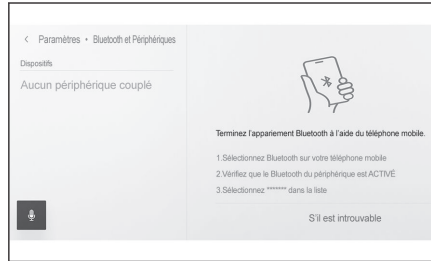 < Paramètres • Bluetooth et Périphériques
Dispositifs
Aucun périphérique couplé
Terminez l'appariement Bluetooth à l'aide du téléphone mobile.
1.Sélectionnez Bluetooth sur votre téléphone mobile
2.Vérifiez que le Bluetooth du périphérique est ACTIVÉ
3.Sélectionnez ******* dans la liste
S'il est introuvable